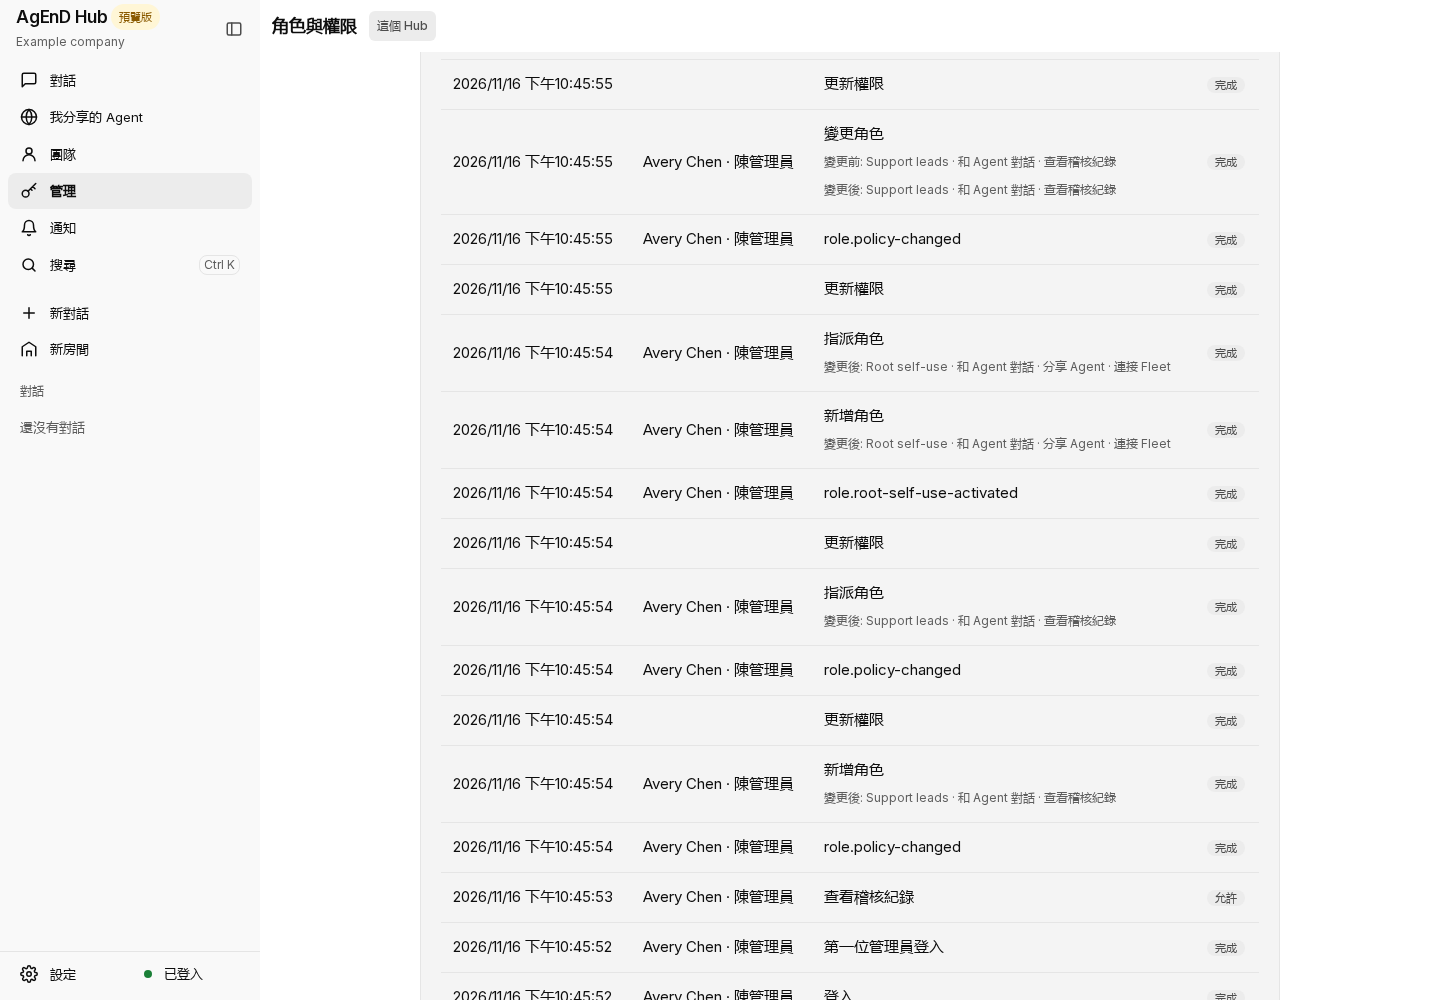 AgEnD Hub 預覽版
Example company
對話
我分享的 Agent
團隊
管理
通知
搜尋 Ctrl K
新對話
新房間
對話
還沒有對話
設定 已登入
角色與權限 這個 Hub
2026/11/16 下午10:45:55 更新權限 完成
變更角色
2026/11/16 下午10:45:55 Avery Chen · 陳管理員 變更前: Support leads · 和 Agent 對話 · 查看稽核紀錄 完成
變更後: Support leads · 和 Agent 對話 · 查看稽核紀錄
2026/11/16 下午10:45:55 Avery Chen · 陳管理員 role.policy-changed 完成
2026/11/16 下午10:45:55 更新權限 完成
2026/11/16 下午10:45:54 Avery Chen · 陳管理員 指派角色 完成
變更後: Root self-use · 和 Agent 對話 · 分享 Agent · 連接 Fleet
2026/11/16 下午10:45:54 Avery Chen · 陳管理員 新增角色 完成
變更後: Root self-use · 和 Agent 對話 · 分享 Agent · 連接 Fleet
2026/11/16 下午10:45:54 Avery Chen · 陳管理員 role.root-self-use-activated 完成
2026/11/16 下午10:45:54 更新權限 完成
2026/11/16 下午10:45:54 Avery Chen · 陳管理員 指派角色 完成
變更後: Support leads · 和 Agent 對話 · 查看稽核紀錄
2026/11/16 下午10:45:54 Avery Chen · 陳管理員 role.policy-changed 完成
2026/11/16 下午10:45:54 更新權限 完成
2026/11/16 下午10:45:54 Avery Chen · 陳管理員 新增角色 完成
變更後: Support leads · 和 Agent 對話 · 查看稽核紀錄
2026/11/16 下午10:45:54 Avery Chen · 陳管理員 role.policy-changed 完成
2026/11/16 下午10:45:53 Avery Chen · 陳管理員 查看稽核紀錄 允許
2026/11/16 下午10:45:52 Avery Chen · 陳管理員 第一位管理員登入 完成
2026/11/16 下午10:45:52 Avery Chen · 陳管理員 登入 完成